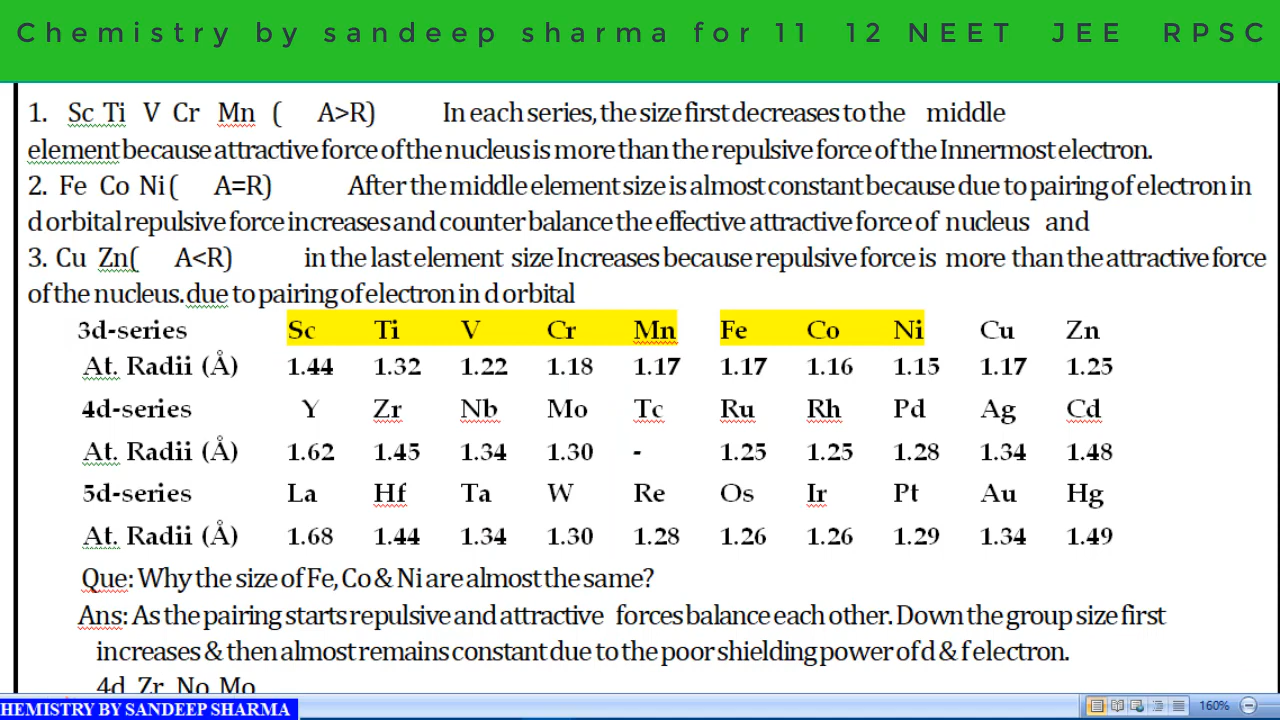 Chemistry by sandeep sharma for 11 12 NEET JEE RPSC
1. Sc Ti V Cr Mn ( A>R) In each series, the size first decreases to the middle
element because attractive force of the nucleus is more than the repulsive force of the Innermost electron.
2. Fe Co Ni ( A=R) After the middle element size is almost constant because due to pairing of electron in
d orbital repulsive force increases and counter balance the effective attractive force of nucleus and
3. Cu Zn( A<R) in the last element size Increases because repulsive force is more than the attractive force
of the nucleus.due to pairing of electron in d orbital
3d-series Sc Ti V Cr Mn Fe Co Ni Cu Zn
At. Radii (Å) 1.44 1.32 1.22 1.18 1.17 1.17 1.16 1.15 1.17 1.25
4d-series Y Zr Nb Mo Tc Ru Rh Pd Ag Cd
At. Radii (Å) 1.62 1.45 1.34 1.30 - 1.25 1.25 1.28 1.34 1.48
5d-series La Hf Ta W Re Os Ir Pt Au Hg
At. Radii (Å) 1.68 1.44 1.34 1.30 1.28 1.26 1.26 1.29 1.34 1.49
Que: Why the size of Fe, Co & Ni are almost the same?
Ans: As the pairing starts repulsive and attractive forces balance each other. Down the group size first
increases & then almost remains constant due to the poor shielding power of d & f electron.
4d Zr No Mo
HEMISTRY BY SANDEEP SHARMA
160%